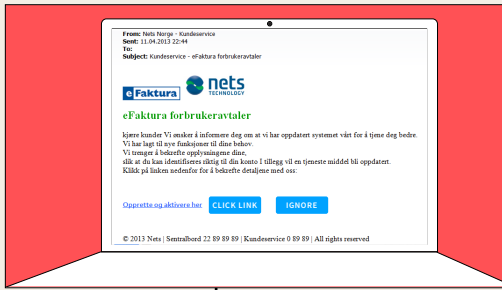 From: Nets Norge - Kundeservice
Sent: 11.04.2013 22:44
To:
Subject: Kundeservice - eFaktura forbrukeravtaler
eFaktura nets
TECHNOLOGY
eFaktura forbrukeravtaler
kjære kunder Vi ønsker å informere deg om at vi har oppdatert systemet vårt for å tjene deg bedre.
Vi har lagt til nye funksjoner til dine behov.
Vi trenger å bekrefte opplysningene dine,
slik at du kan identifiseres riktig til din konto I tillegg vil en tjeneste middel bli oppdatert.
Klikk på linken nedenfor for å bekrefte detaljene med oss:
Opprette og aktivere her CLICK LINK IGNORE
© 2013 Nets | Sentralbord 22 89 89 89 | Kundeservice 0 89 89 | All rights reserved